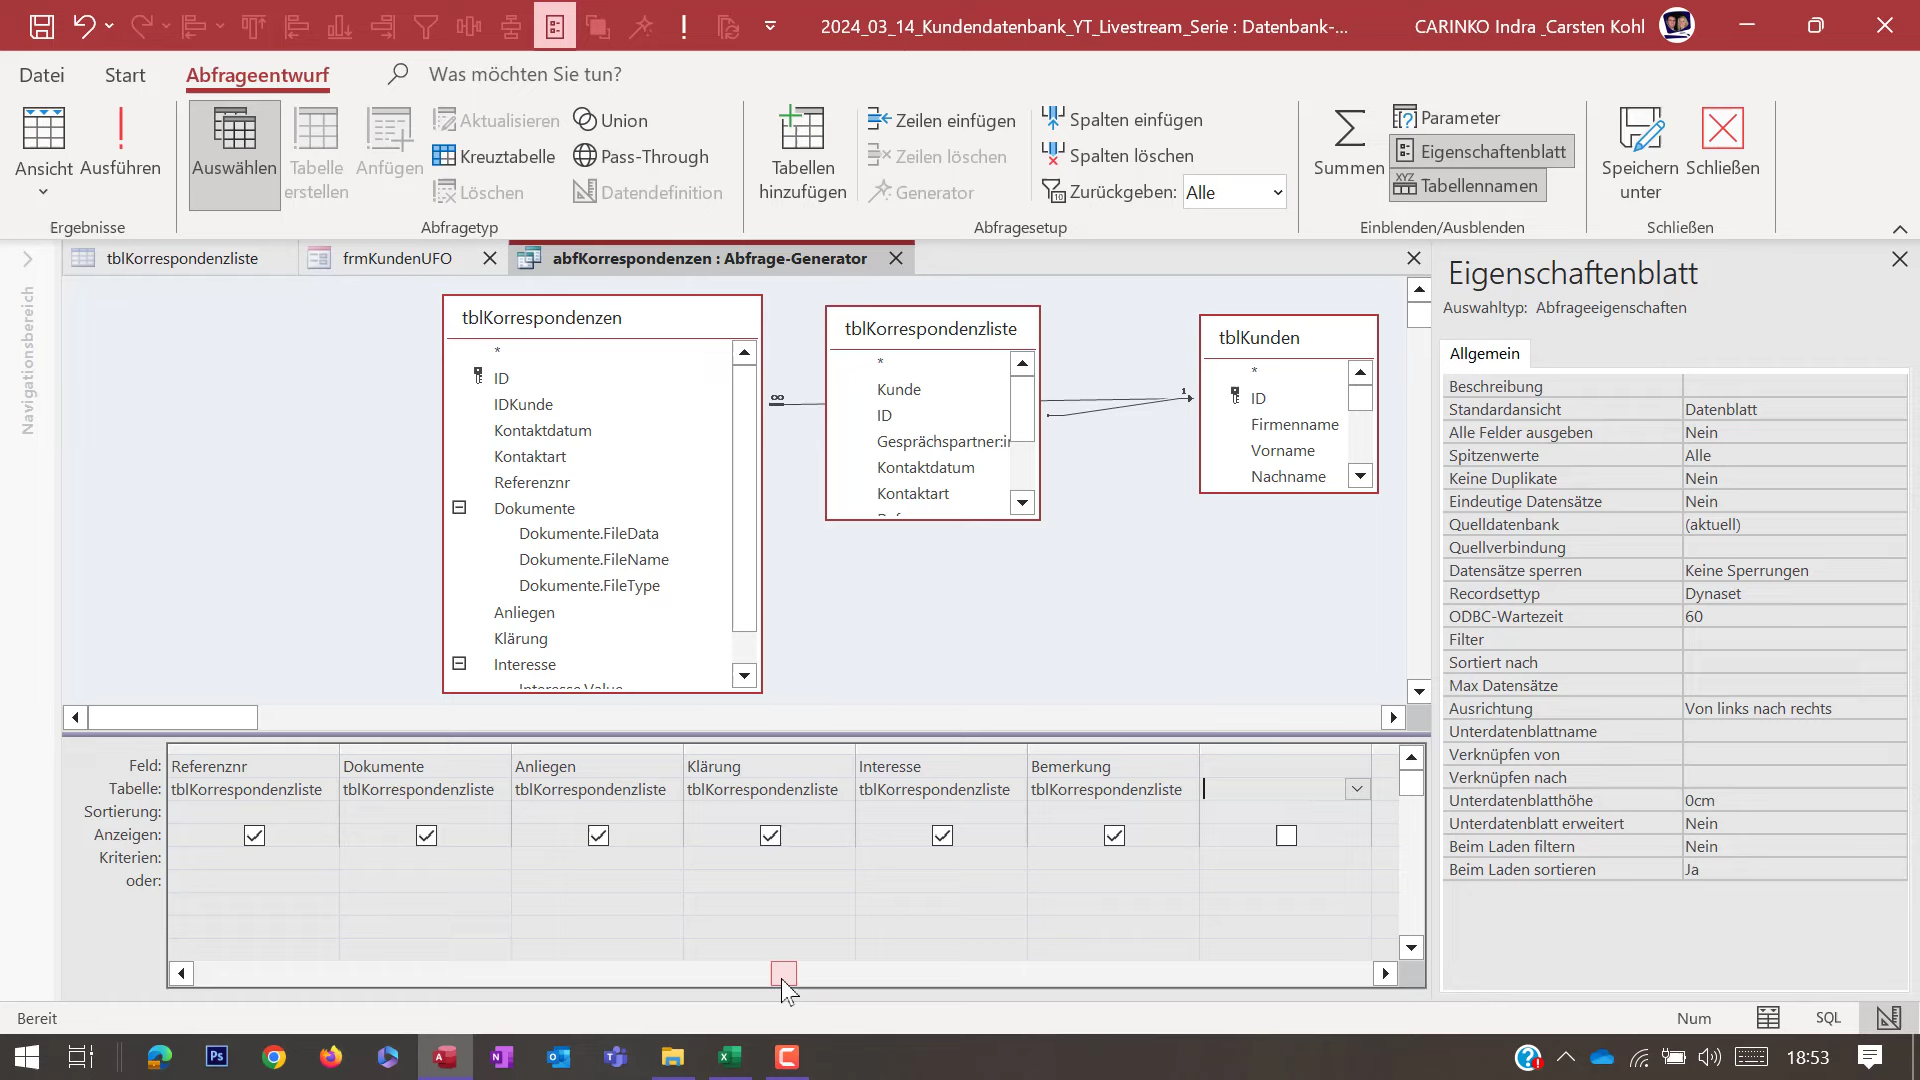 2024_03_14_Kundendatenbank_YT_Livestream_Serie : Datenbank-...
CARINKO Indra _Carsten Kohl
Datei
Start
Abfrageentwurf
Was möchten Sie tun?
Ansicht
Ausführen
Auswählen
Tabelle
erstellen
Anfügen
Aktualisieren
Kreuztabelle
Löschen
Union
Pass-Through
Datendefinition
Tabellen
hinzufügen
Zeilen einfügen
Zeilen löschen
Generator
Spalten einfügen
Spalten löschen
Zurückgeben: Alle
Summen
Parameter
Eigenschaftenblatt
Tabellennamen
Speichern
unter
Schließen
Ergebnisse
Abfragetyp
Abfragesetup
Einblenden/Ausblenden
Schließen
Navigationsbereich
tblKorrespondenzliste
frmKundenUFO
abfKorrespondenzen : Abfrage-Generator
tblKorrespondenzen
*
ID
IDKunde
Kontaktdatum
Kontaktart
Referenznr
Dokumente
Dokumente.FileData
Dokumente.FileName
Dokumente.FileType
Anliegen
Klärung
Interesse
Interesse.Value
∞
tblKorrespondenzliste
*
Kunde
ID
Gesprächspartner:in
Kontaktdatum
Kontaktart
1
tblKunden
*
ID
Firmenname
Vorname
Nachname
Feld: Referenznr Dokumente Anliegen Klärung Interesse Bemerkung
Tabelle: tblKorrespondenzliste tblKorrespondenzliste tblKorrespondenzliste tblKorrespondenzliste tblKorrespondenzliste tblKorrespondenzliste
Sortierung:
Anzeigen:
Kriterien:
oder:
Eigenschaftenblatt
Auswahltyp: Abfrageeigenschaften
Allgemein
Beschreibung
Standardansicht Datenblatt
Alle Felder ausgeben Nein
Spitzenwerte Alle
Keine Duplikate Nein
Eindeutige Datensätze Nein
Quelldatenbank (aktuell)
Quellverbindung
Datensätze sperren Keine Sperrungen
Recordsettyp Dynaset
ODBC-Wartezeit 60
Filter
Sortiert nach
Max Datensätze
Ausrichtung Von links nach rechts
Unterdatenblattname
Verknüpfen von
Verknüpfen nach
Unterdatenblatthöhe 0cm
Unterdatenblatt erweitert Nein
Beim Laden filtern Nein
Beim Laden sortieren Ja
Bereit
Num
SQL
18:53